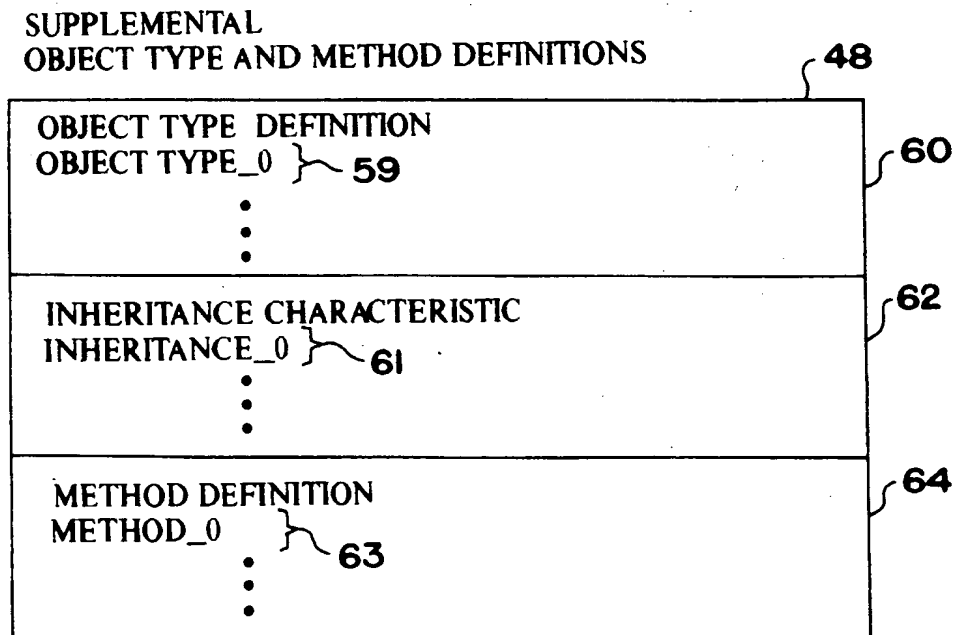 SUPPLEMENTAL
OBJECT TYPE AND METHOD DEFINITIONS
48
OBJECT TYPE DEFINITION
OBJECT TYPE_0
59
60
INHERITANCE CHARACTERISTIC
INHERITANCE_0
61
62
METHOD DEFINITION
METHOD_0
63
64